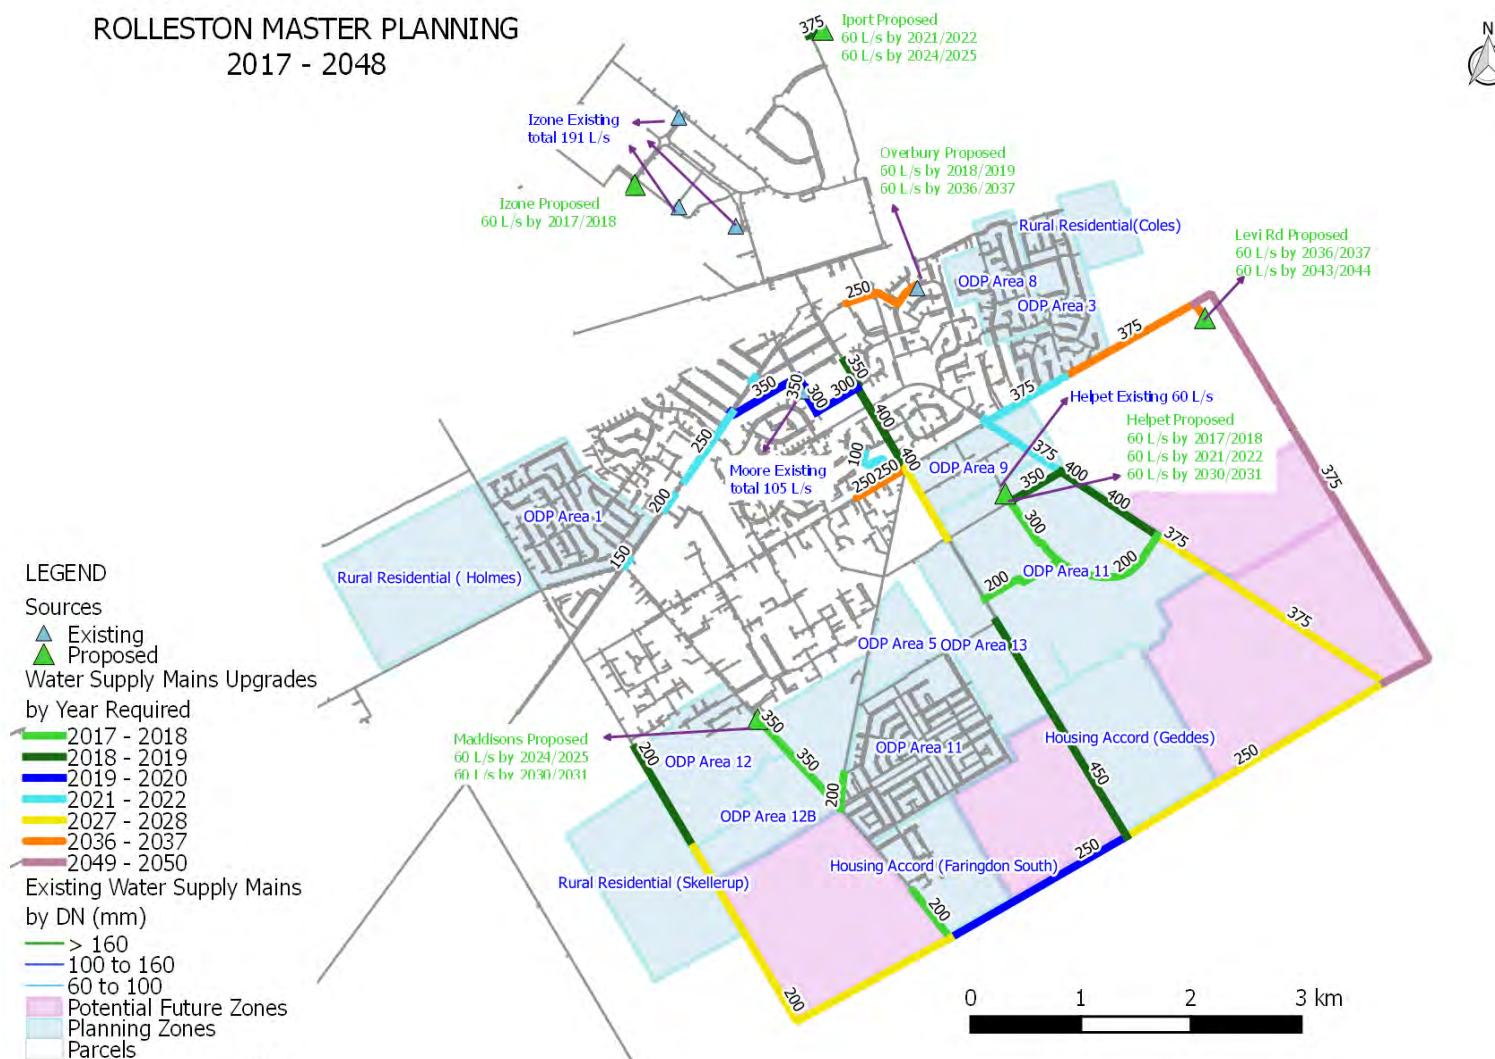 ROLLESTON MASTER PLANNING
2017 - 2048
N
375
Iport Proposed
60 L/s by 2021/2022
60 L/s by 2024/2025
Izone Existing
total 191 L/s
Izone Proposed
60 L/s by 2017/2018
Overbury Proposed
60 L/s by 2018/2019
60 L/s by 2036/2037
Rural Residential(Coles)
Levi Rd Proposed
60 L/s by 2036/2037
60 L/s by 2043/2044
ODP Area 8
ODP Area 3
250
375
350
375
350
350
300
300
400
Helpet Existing 60 L/s
Helpet Proposed
60 L/s by 2017/2018
60 L/s by 2021/2022
60 L/s by 2030/2031
250
100
400
375
400
375
Moore Existing
total 105 L/s
ODP Area 9
250
250
350
400
200
ODP Area 1
300
375
150
Rural Residential ( Holmes)
200
ODP Area 11
200
375
ODP Area 5
ODP Area 13
350
Maddisons Proposed
60 L/s by 2024/2025
60 L/s by 2030/2031
200
ODP Area 12
350
ODP Area 11
Housing Accord (Geddes)
250
450
200
ODP Area 12B
250
Housing Accord (Faringdon South)
Rural Residential (Skellerup)
200
200
LEGEND
Sources
Existing
Proposed
Water Supply Mains Upgrades
by Year Required
2017 - 2018
2018 - 2019
2019 - 2020
2021 - 2022
2027 - 2028
2036 - 2037
2049 - 2050
Existing Water Supply Mains
by DN (mm)
> 160
100 to 160
60 to 100
Potential Future Zones
Planning Zones
Parcels
0 1 2 3 km